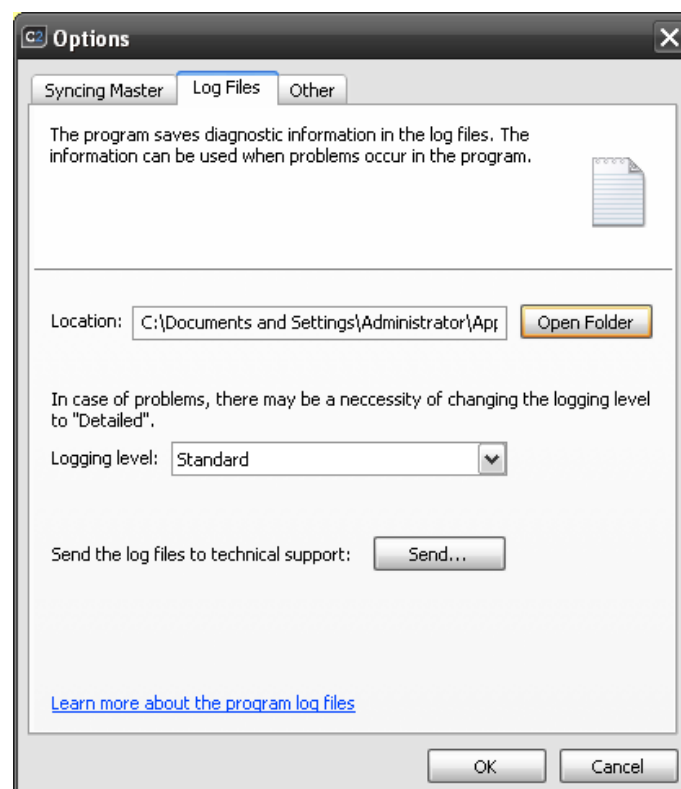 C2 Options
Syncing Master Log Files Other
The program saves diagnostic information in the log files. The
information can be used when problems occur in the program.
Location: C:\Documents and Settings\Administrator\App Open Folder
In case of problems, there may be a neccessity of changing the logging level
to "Detailed".
Logging level: Standard
Send the log files to technical support: Send...
Learn more about the program log files
OK Cancel